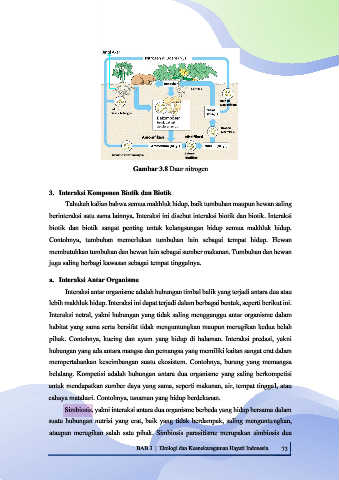 Nitrogen di udara (N₂)
Dekomposer
Amonifikasi
Nitrifikasi
Gambar 3.8 Daur nitrogen
3. Interaksi Komponen Biotik dan Biotik
Tahukah kalian bahwa semua makhluk hidup, baik tumbuhan maupun hewan saling
berinteraksi satu sama lainnya. Interaksi ini disebut interaksi biotik dan biotik. Interaksi
biotik dan biotik sangat penting untuk kelangsungan hidup semua makhluk hidup.
Contohnya, tumbuhan memerlukan tumbuhan lain sebagai tempat hidup. Hewan
membutuhkan tumbuhan dan hewan lain sebagai sumber makanan. Tumbuhan dan hewan
juga saling berbagi kawasan sebagai tempat tinggalnya.
a. Interaksi Antar Organisme
Interaksi antar organisme adalah hubungan timbal balik yang terjadi antara dua atau
lebih makhluk hidup. Interaksi ini dapat terjadi dalam berbagai bentuk, seperti berikut ini.
Interaksi netral, yakni hubungan yang tidak saling mengganggu antar organisme dalam
habitat yang sama serta bersifat tidak menguntungkan maupun merugikan kedua belah
pihak. Contohnya, kucing dan ayam yang hidup di halaman. Interaksi predasi, yakni
hubungan yang ada antara mangsa dan pemangsa yang memiliki kaitan sangat erat dalam
mempertahankan keseimbangan suatu ekosistem. Contohnya, burung yang memangsa
belalang. Kompetisi adalah hubungan antara dua organisme yang saling berkompetisi
untuk mendapatkan sumber daya yang sama, seperti makanan, air, tempat tinggal, atau
cahaya matahari. Contohnya, tanaman yang hidup berdekatan.
Simbiosis, yakni interaksi antara dua organisme berbeda yang hidup bersama dalam
suatu hubungan nutrisi yang erat, baik yang tidak berdampak, saling menguntungkan,
ataupun merugikan salah satu pihak. Simbiosis parasitisme merupakan simbiosis dua
BAB 3 | Ekologi dan Keanekaragaman Hayati Indonesia 73